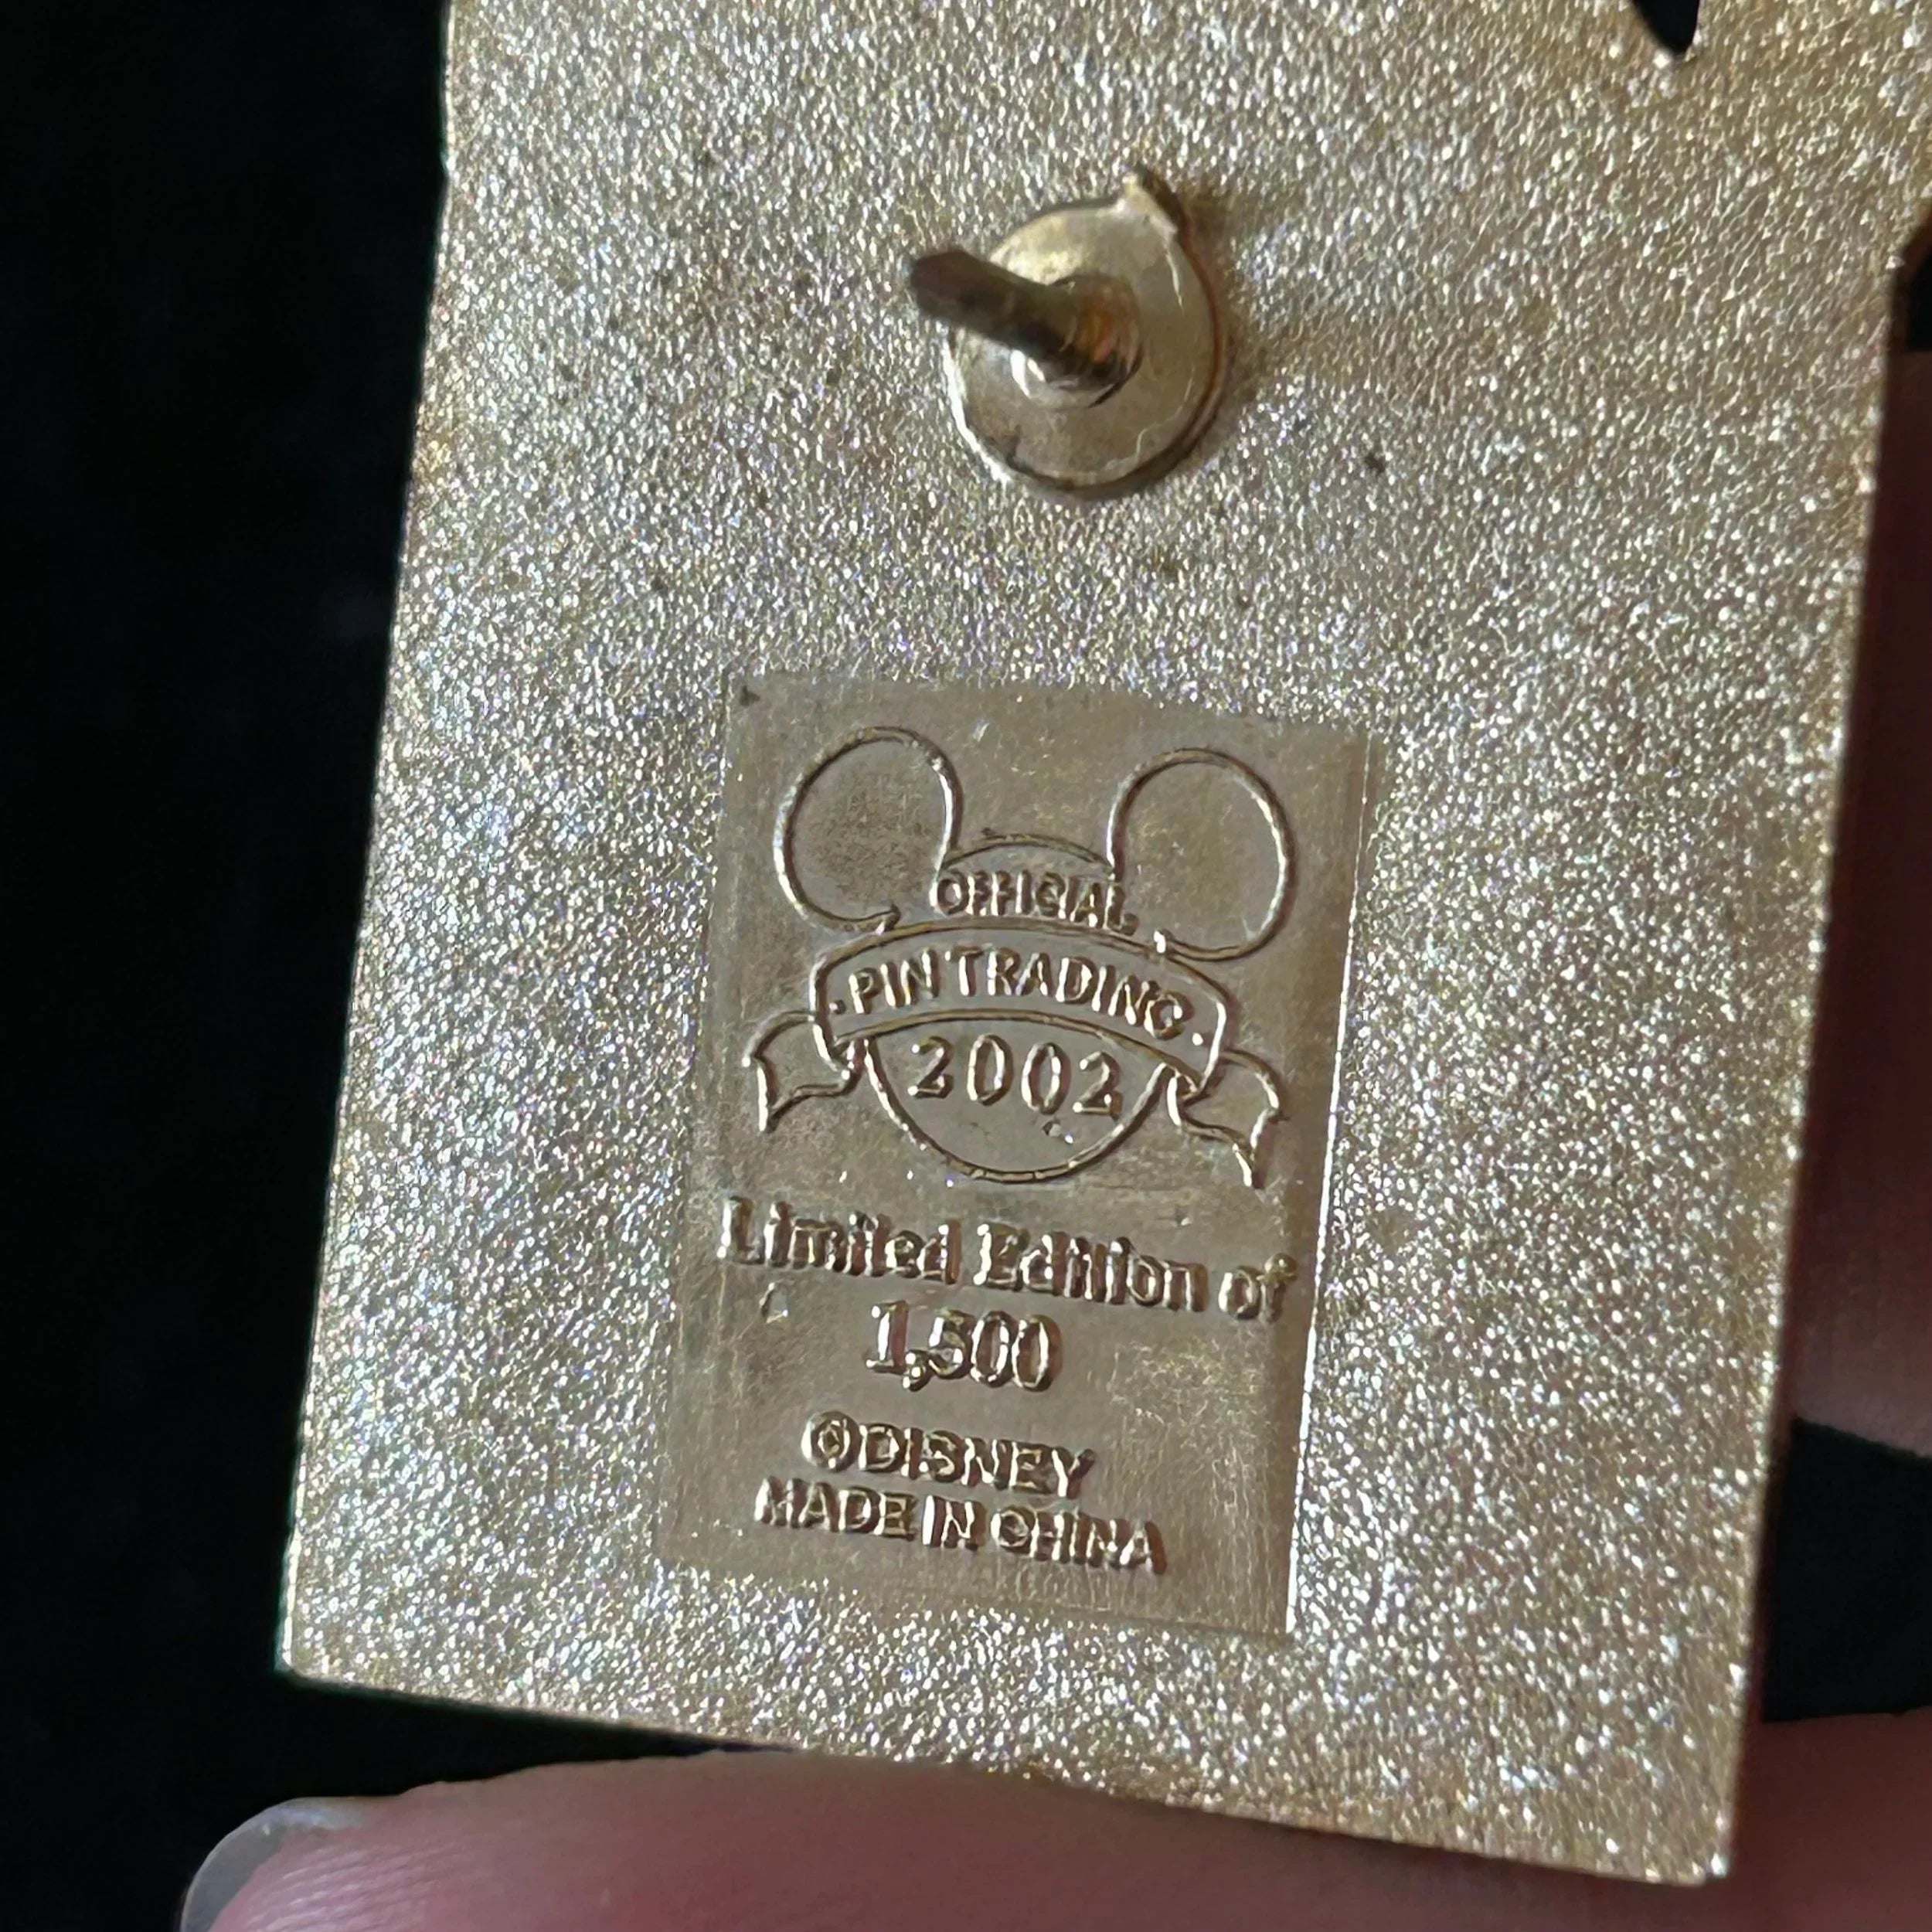 OFFICIAL
·PIN TRADING·
2002
Limited Edition of
1,500
©DISNEY
MADE IN CHINA